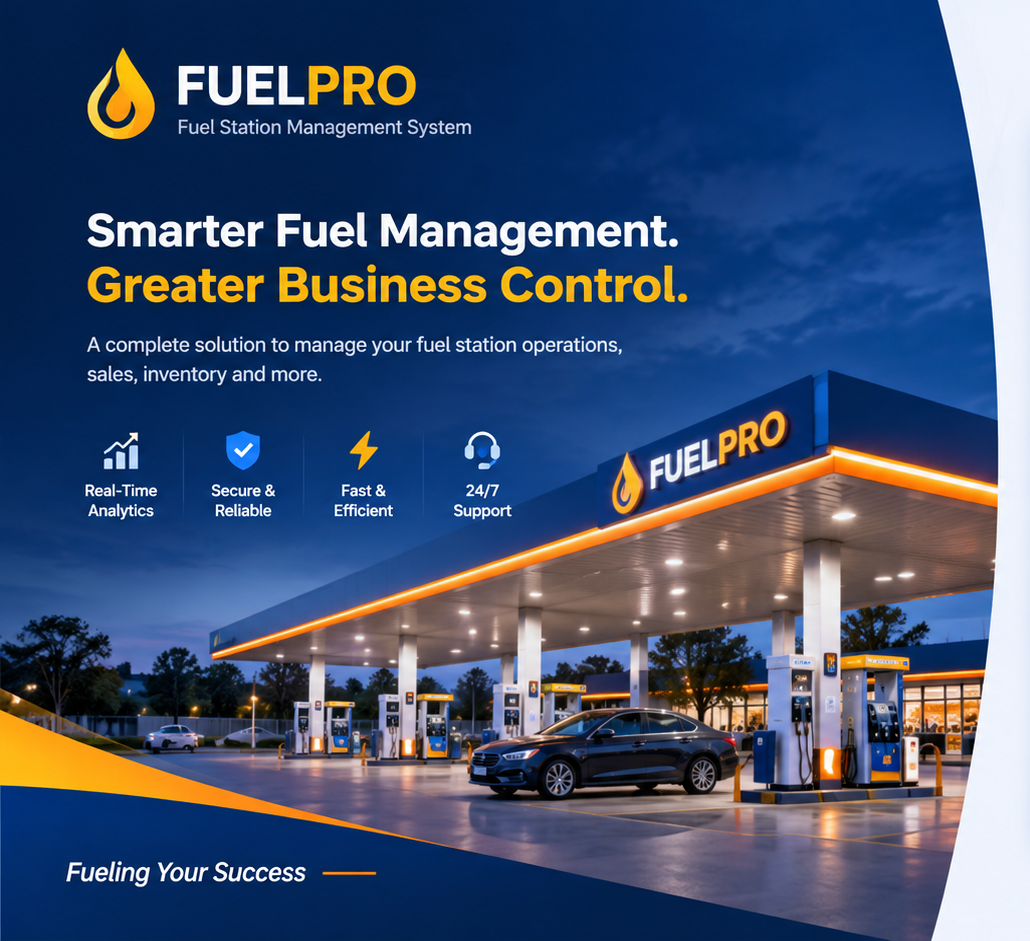 FUELPRO
Fuel Station Management System
Smarter Fuel Management.
Greater Business Control.
A complete solution to manage your fuel station operations,
sales, inventory and more.
Real-Time
Analytics
Secure &
Reliable
Fast &
Efficient
24/7
Support
FUELPRO
Fueling Your Success